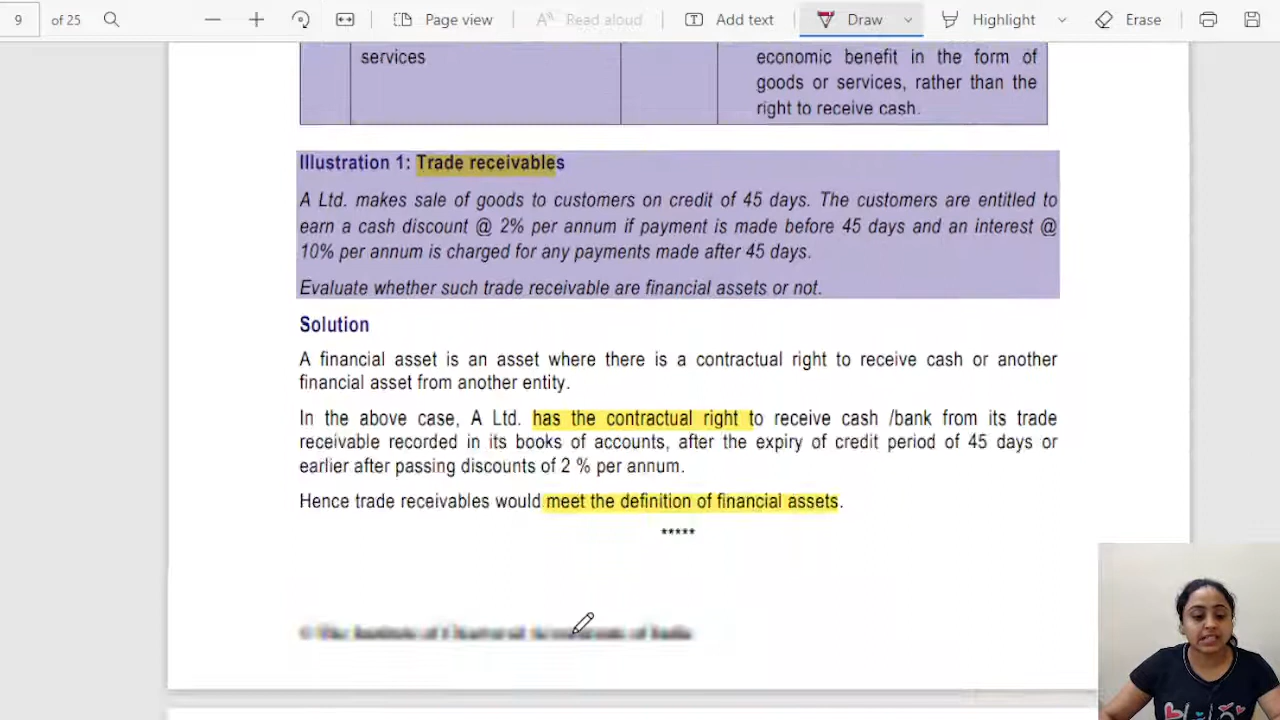 9 of 25 Page view Read aloud Add text Draw Highlight Erase
services economic benefit in the form of
goods or services, rather than the
right to receive cash.
Illustration 1: Trade receivables
A Ltd. makes sale of goods to customers on credit of 45 days. The customers are entitled to
earn a cash discount @ 2% per annum if payment is made before 45 days and an interest @
10% per annum is charged for any payments made after 45 days.
Evaluate whether such trade receivable are financial assets or not.
Solution
A financial asset is an asset where there is a contractual right to receive cash or another
financial asset from another entity.
In the above case, A Ltd. has the contractual right to receive cash /bank from its trade
receivable recorded in its books of accounts, after the expiry of credit period of 45 days or
earlier after passing discounts of 2 % per annum.
Hence trade receivables would meet the definition of financial assets.
*****